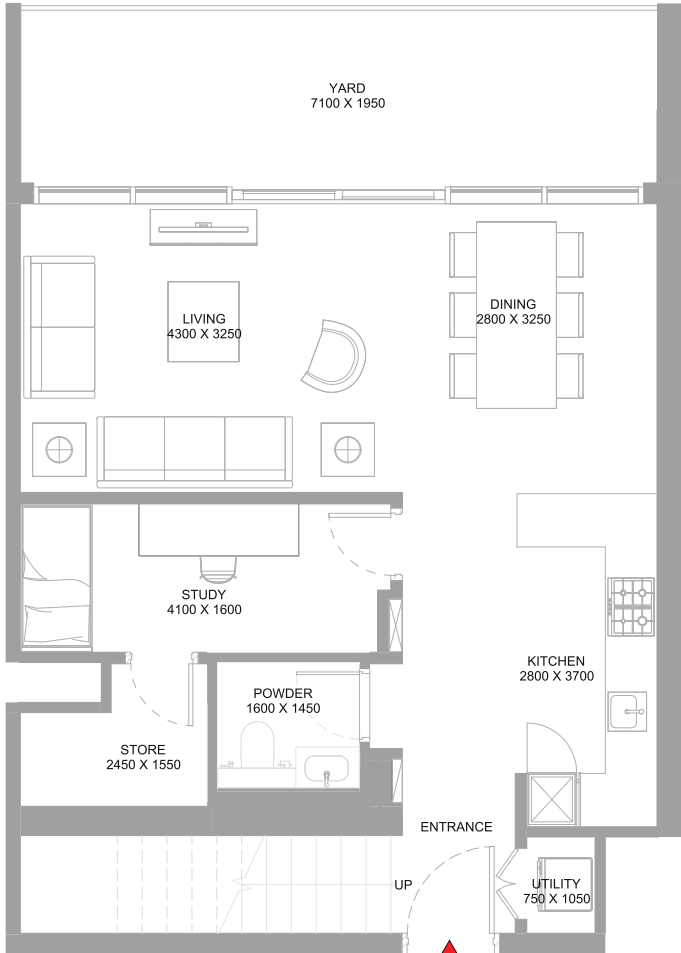 YARD
7100 X 1950
LIVING
4300 X 3250
DINING
2800 X 3250
STUDY
4100 X 1600
KITCHEN
2800 X 3700
POWDER
1600 X 1450
STORE
2450 X 1550
ENTRANCE
UP
UTILITY
750 X 1050